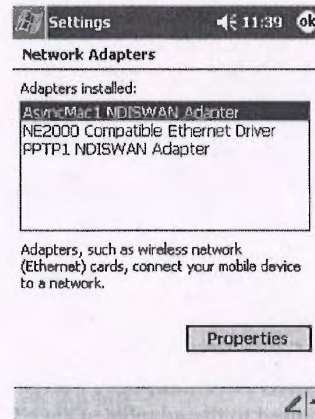 Settings 11:39 ok
Network Adapters
Adapters installed:
AsyncMac1 NDISWAN Adapter
NE2000 Compatible Ethernet Driver
PPTP1 NDISWAN Adapter
Adapters, such as wireless network
(Ethernet) cards, connect your mobile device
to a network.
Properties